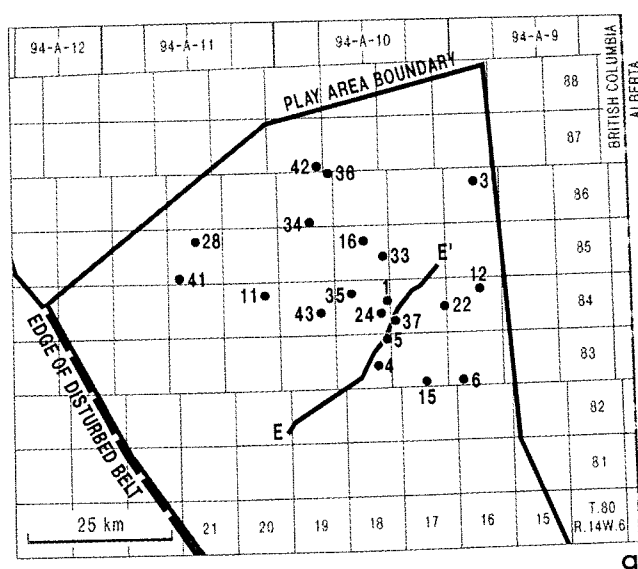 94-A-12 94-A-11 94-A-10 94-A-9
BRITISH COLUMBIA
ALBERTA
PLAY AREA BOUNDARY
88
87
42 38 3 86
34 16 28 33 E' 85
41 11 35 1 12 43 24 37 22 84
5 4 83
15 6
E 82
EDGE OF DISTURBED BELT
81
25 km
21 20 19 18 17 16 15 T.80
R.14W.6
a